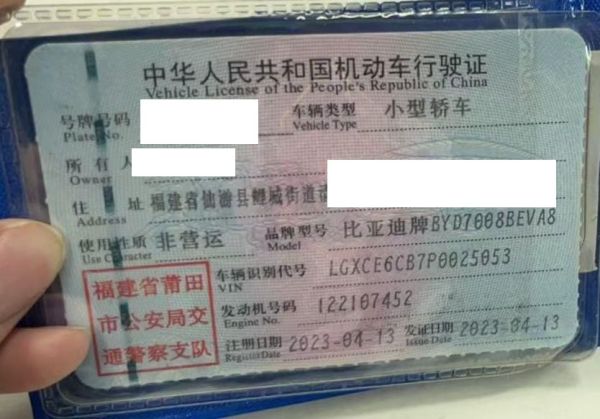 中华人民共和国机动车行驶证
Vehicle License of the People's Republic of China
号牌号码 车辆类型 小型轿车
Plate No. Vehicle Type
所有人
Owner
住址 福建省仙游县鲤城街道
Address
使用性质 非营运 品牌型号 比亚迪牌BYD7008BEVA8
Use Character Model
福建省莆田
市公安局交
通警察支队
车辆识别代号 LGXCE6CB7P0025053
VIN
发动机号码 122107452
Engine No.
注册日期 2023-04-13 发证日期 2023-04-13
Register Date Issue Date